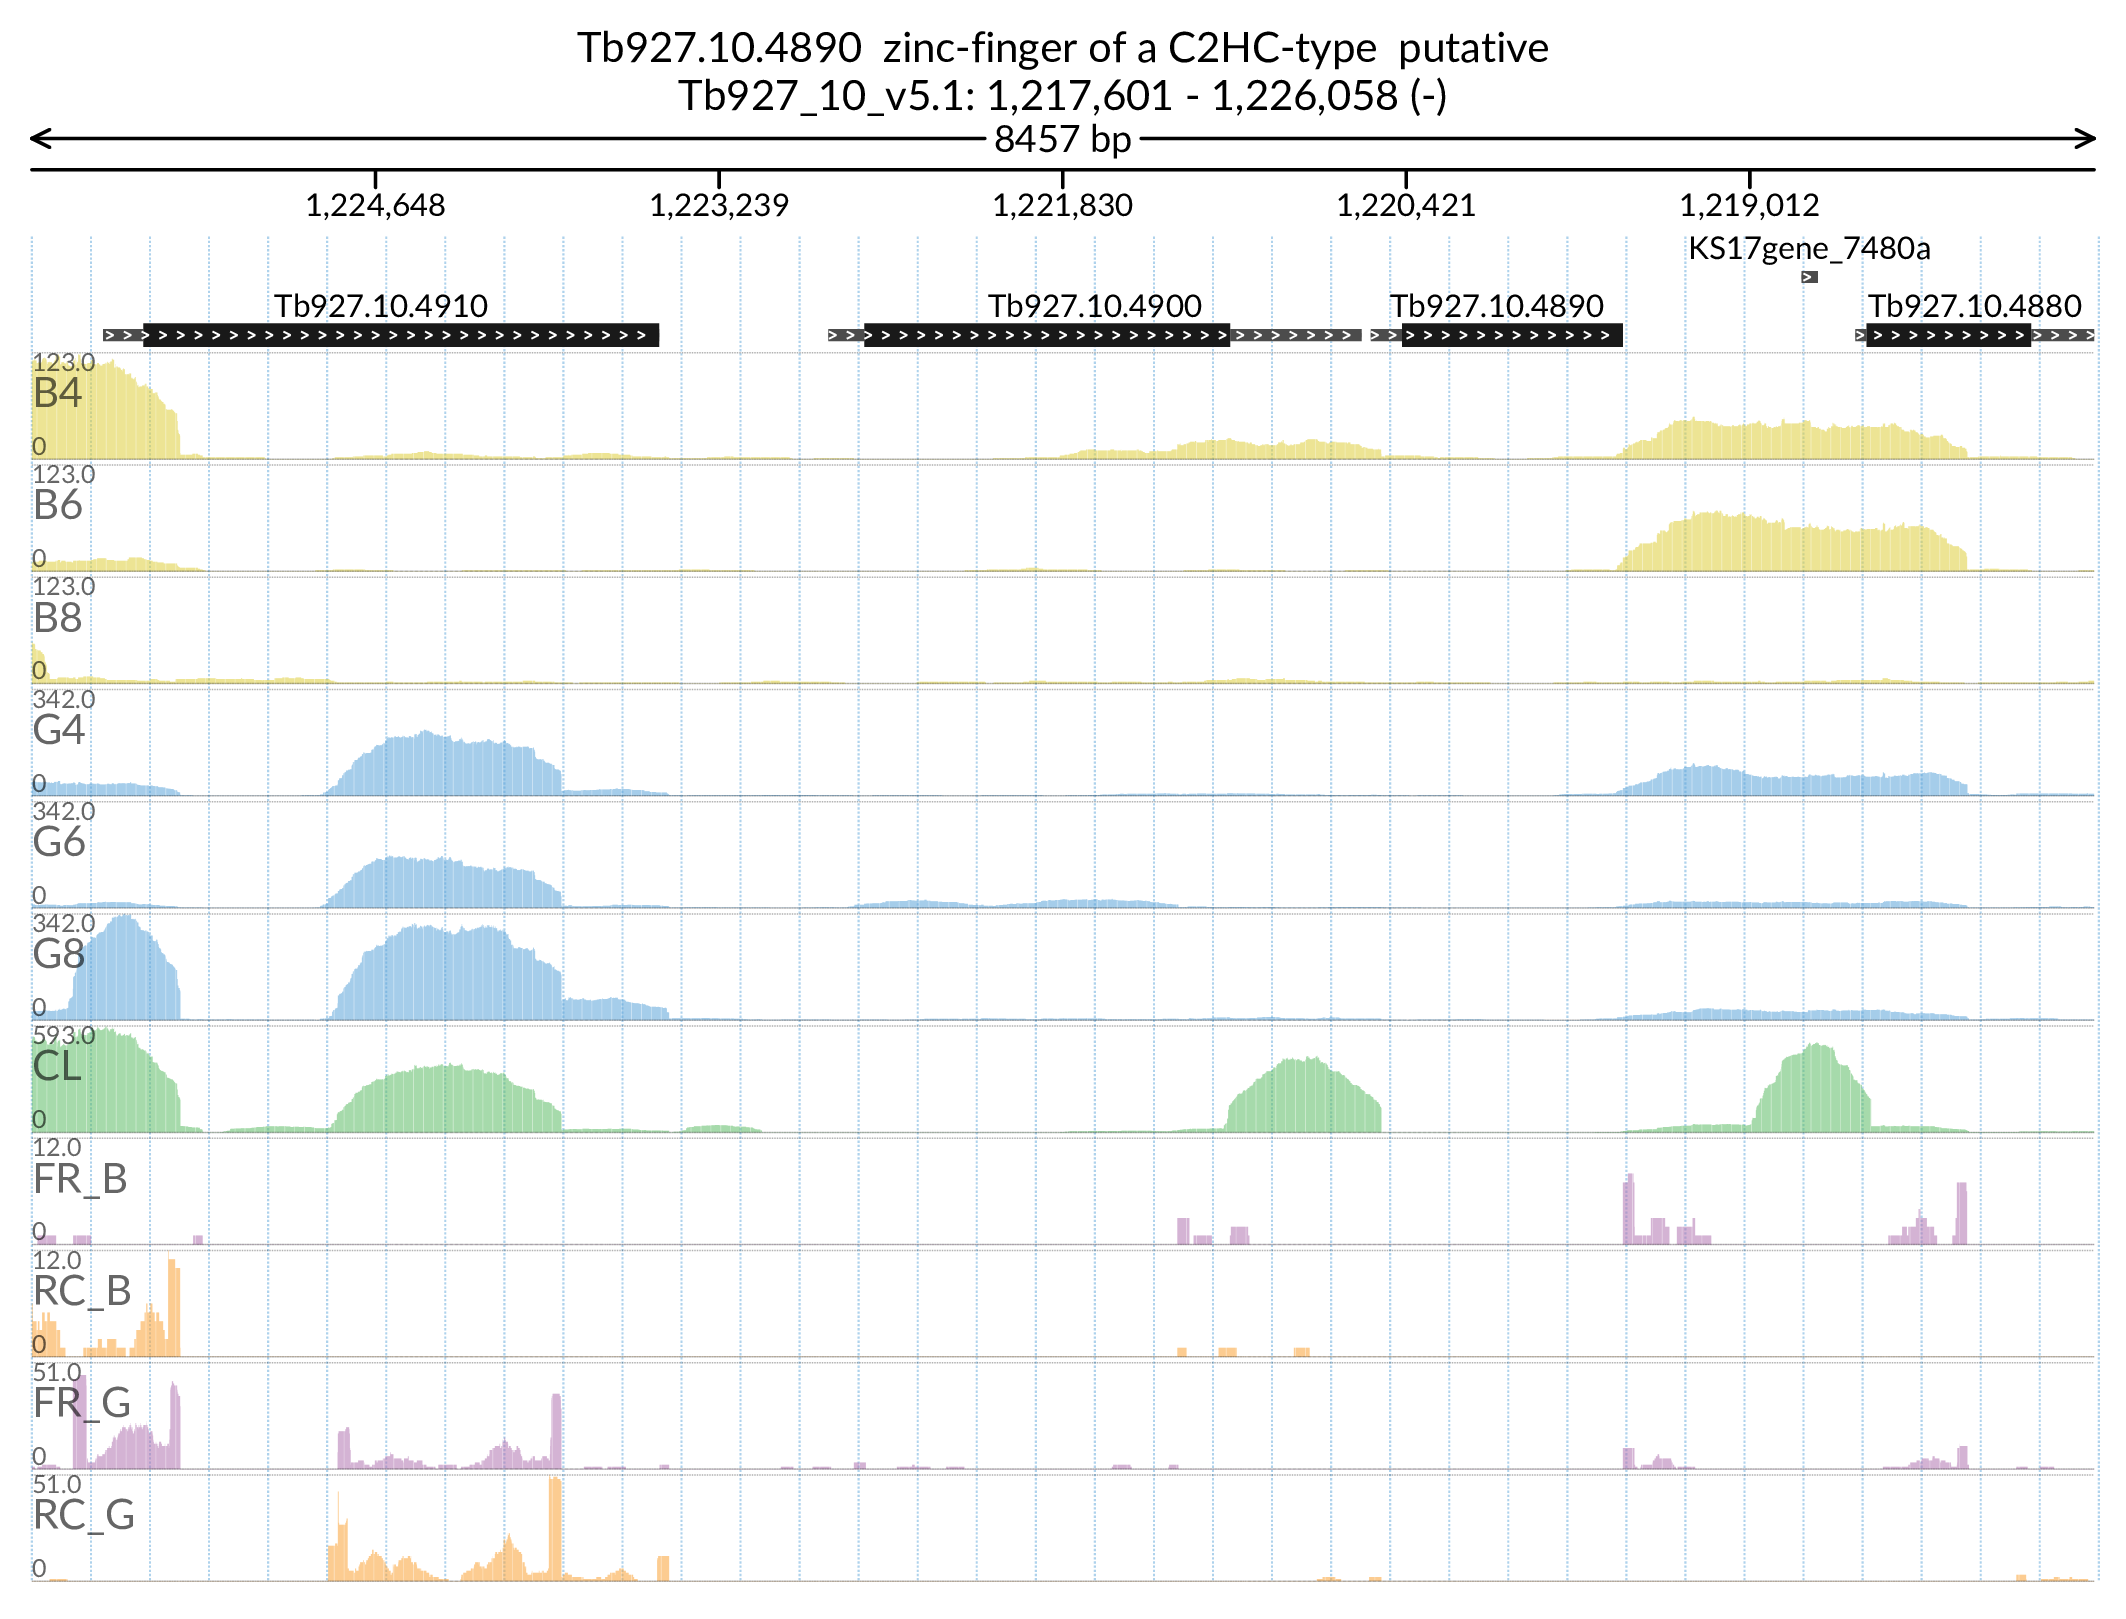 Tb927.10.4890 zinc-finger of a C2HC-type putative
Tb927_10_v5.1: 1,217,601 - 1,226,058 (-)
8457 bp
1,224,648 1,223,239 1,221,830 1,220,421 1,219,012
KS17gene_7480a
Tb927.10.4910 Tb927.10.4900 Tb927.10.4890 Tb927.10.4880
123.0
B4
0
123.0
B6
0
123.0
B8
0
342.0
G4
0
342.0
G6
0
342.0
G8
0
593.0
CL
0
12.0
FR_B
0
12.0
RC_B
0
51.0
FR_G
0
51.0
RC_G
0